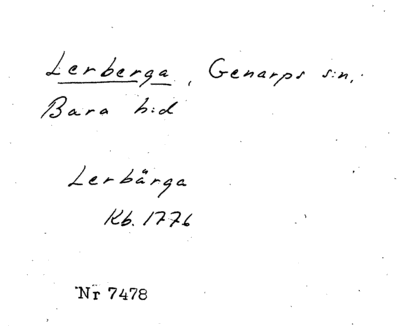 Lerberga, Genarps s:n,
Bara h:d
Lerbärga
Kb. 1776
Nr 7478